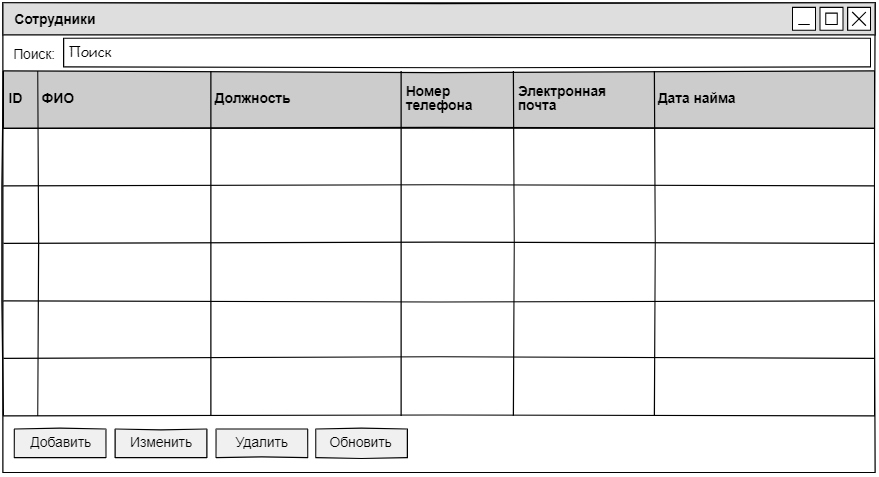 Сотрудники
Поиск: Поиск
ID ФИО Должность Номер телефона Электронная почта Дата найма
Добавить Изменить Удалить Обновить